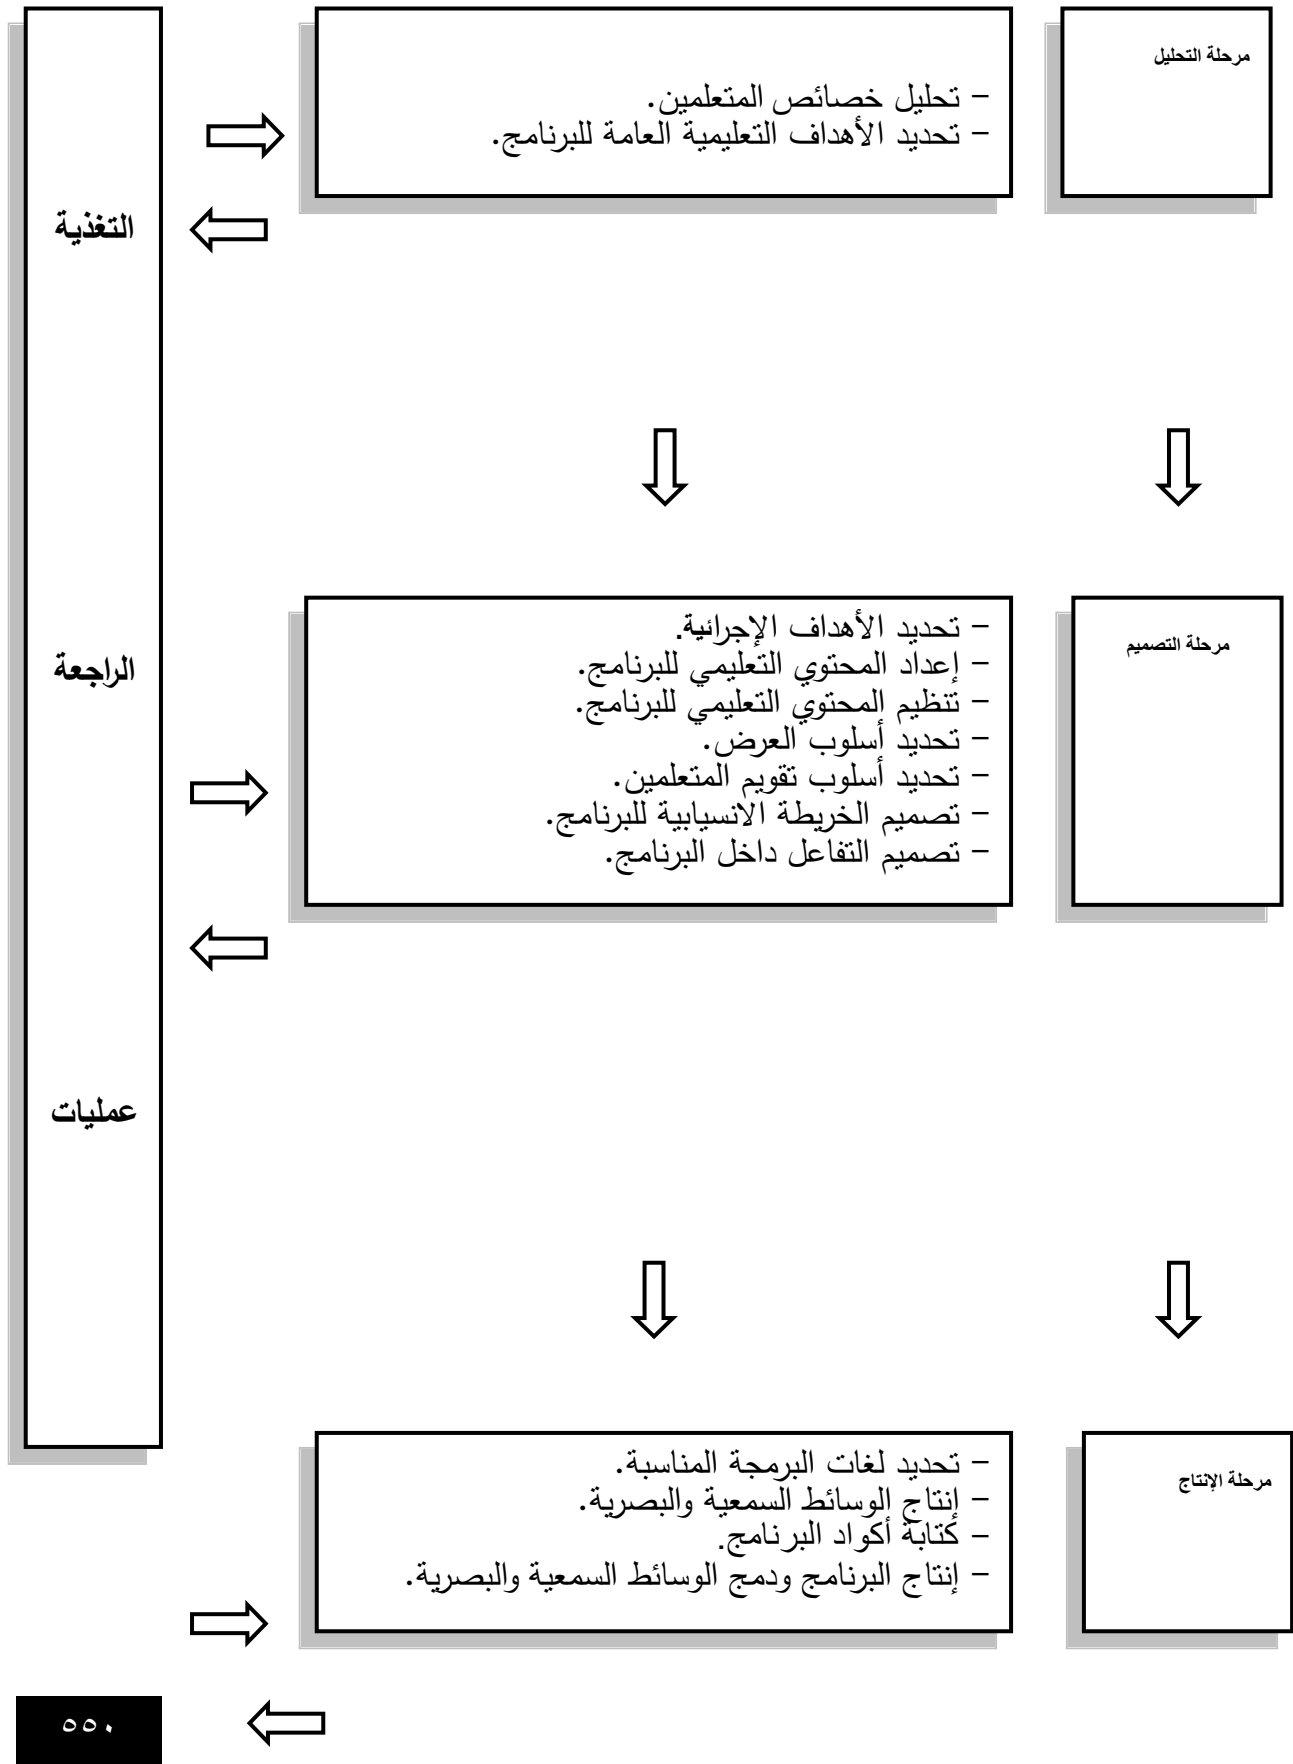 مرحلة التحليل
- تحليل خصائص المتعلمين.
- تحديد الأهداف التعليمية العامة للبرنامج.
التغذية
مرحلة التصميم
- تحديد الأهداف الإجرائية.
- إعداد المحتوي التعليمي للبرنامج.
- تنظيم المحتوي التعليمي للبرنامج.
- تحديد أسلوب العرض.
- تحديد أسلوب تقويم المتعلمين.
- تصميم الخريطة الانسيابية للبرنامج.
- تصميم التفاعل داخل البرنامج.
الراجعة
عمليات
مرحلة الإنتاج
- تحديد لغات البرمجة المناسبة.
- إنتاج الوسائط السمعية والبصرية.
- كتابة أكواد البرنامج.
- إنتاج البرنامج ودمج الوسائط السمعية والبصرية.
٥٥٠